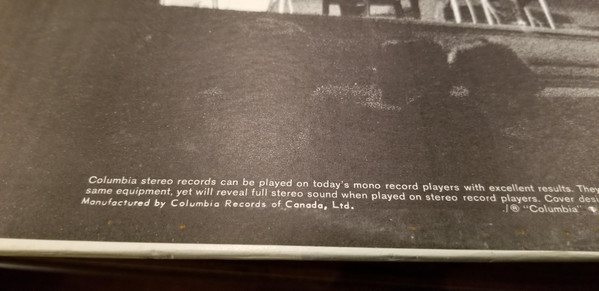 Columbia stereo records can be played on today's mono record players with excellent results. They
same equipment, yet will reveal full stereo sound when played on stereo record players. Cover desi
Manufactured by Columbia Records of Canada, Ltd.
/® "Columbia"